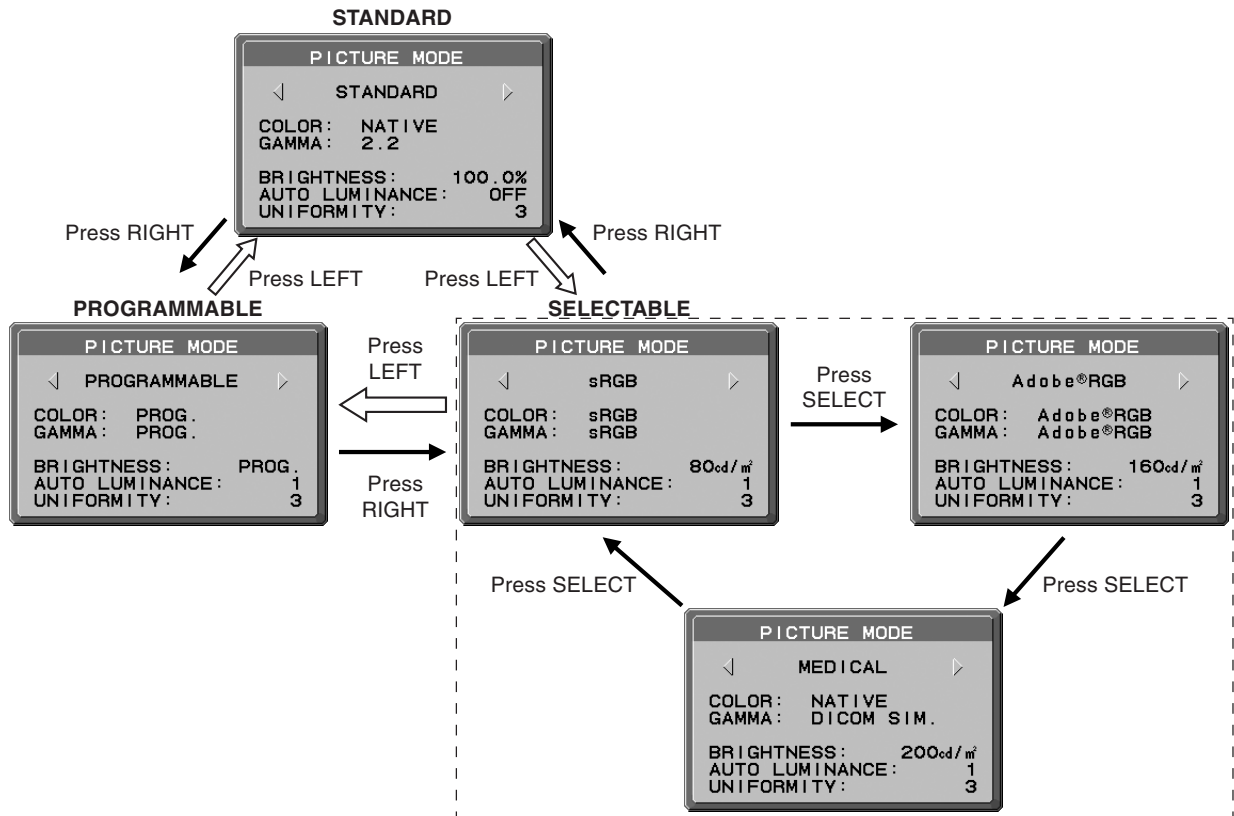 STANDARD
PICTURE MODE
STANDARD
COLOR: NATIVE
GAMMA: 2.2
BRIGHTNESS: 100.0%
AUTO LUMINANCE: OFF
UNIFORMITY: 3
Press RIGHT
Press LEFT
Press LEFT
Press RIGHT
PROGRAMMABLE
PICTURE MODE
PROGRAMMABLE
COLOR: PROG.
GAMMA: PROG.
BRIGHTNESS: PROG.
AUTO LUMINANCE: 1
UNIFORMITY: 3
Press
LEFT
Press
RIGHT
SELECTABLE
PICTURE MODE
sRGB
COLOR: sRGB
GAMMA: sRGB
BRIGHTNESS: 80cd/m²
AUTO LUMINANCE: 1
UNIFORMITY: 3
Press
SELECT
PICTURE MODE
Adobe®RGB
COLOR: Adobe®RGB
GAMMA: Adobe®RGB
BRIGHTNESS: 160cd/m²
AUTO LUMINANCE: 1
UNIFORMITY: 3
Press SELECT
Press SELECT
PICTURE MODE
MEDICAL
COLOR: NATIVE
GAMMA: DICOM SIM.
BRIGHTNESS: 200cd/m²
AUTO LUMINANCE: 1
UNIFORMITY: 3